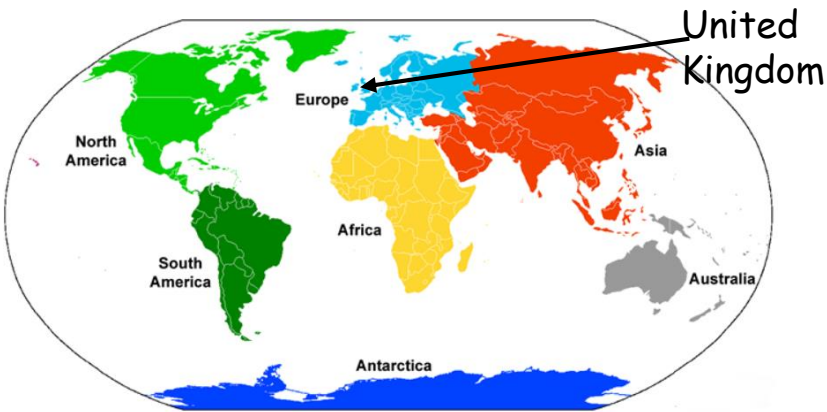 United
Kingdom
Europe
North
America
Asia
Africa
South
America
Australia
Antarctica